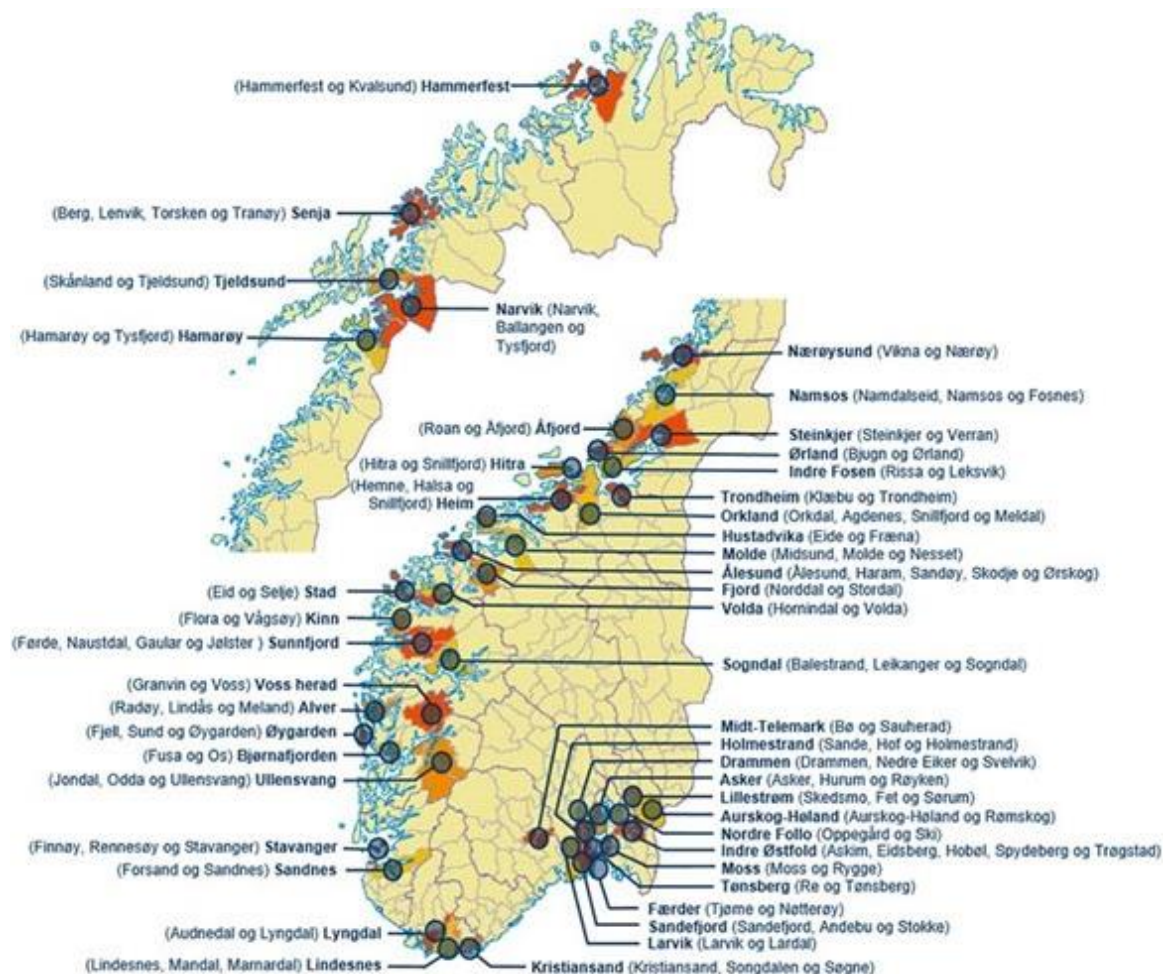 (Hammerfest og Kvalsund) Hammerfest
(Berg, Lenvik, Torsken og Tranøy) Senja
(Skånland og Tjeldsund) Tjeldsund
Narvik (Narvik,
Ballangen og
Tysfjord)
(Hamarøy og Tysfjord) Hamarøy
Nærøysund (Vikna og Nærøy)
Namsos (Namdalseid, Namsos og Fosnes)
(Roan og Åfjord) Åfjord
Steinkjer (Steinkjer og Verran)
Ørland (Bjugn og Ørland)
(Hitra og Snillfjord) Hitra
Indre Fosen (Rissa og Leksvik)
(Hemne, Halsa og
Snillfjord) Heim
Trondheim (Klæbu og Trondheim)
Orkland (Orkdal, Agdenes, Snillfjord og Meldal)
Hustadvika (Eide og Fræna)
Molde (Midsund, Molde og Nesset)
Ålesund (Ålesund, Haram, Sandøy, Skodje og Ørskog)
Fjord (Norddal og Stordal)
(Eid og Selje) Stad
Volda (Hornindal og Volda)
(Flora og Vågsøy) Kinn
(Førde, Naustdal, Gaular og Jølster ) Sunnfjord
Sogndal (Balestrand, Leikanger og Sogndal)
(Granvin og Voss) Voss herad
(Radøy, Lindås og Meland) Alver
(Fjell, Sund og Øygarden) Øygarden
(Fusa og Os) Bjørnafjorden
(Jondal, Odda og Ullensvang) Ullensvang
Midt-Telemark (Bø og Sauherad)
Holmestrand (Sande, Hof og Holmestrand)
Drammen (Drammen, Nedre Eiker og Svelvik)
Asker (Asker, Hurum og Røyken)
Lillestrøm (Skedsmo, Fet og Sørum)
Aurskog-Høland (Aurskog-Høland og Rømskog)
Nordre Follo (Oppegård og Ski)
(Finnøy, Rennesøy og Stavanger) Stavanger
Indre Østfold (Askim, Eidsberg, Hobøl, Spydeberg og Trøgstad)
(Forsand og Sandnes) Sandnes
Moss (Moss og Rygge)
Tønsberg (Re og Tønsberg)
Færder (Tjøme og Nøtterøy)
Sandefjord (Sandefjord, Andebu og Stokke)
(Audnedal og Lyngdal) Lyngdal
Larvik (Larvik og Lardal)
(Lindesnes, Mandal, Marnardal) Lindesnes
Kristiansand (Kristiansand, Songdalen og Søgne)